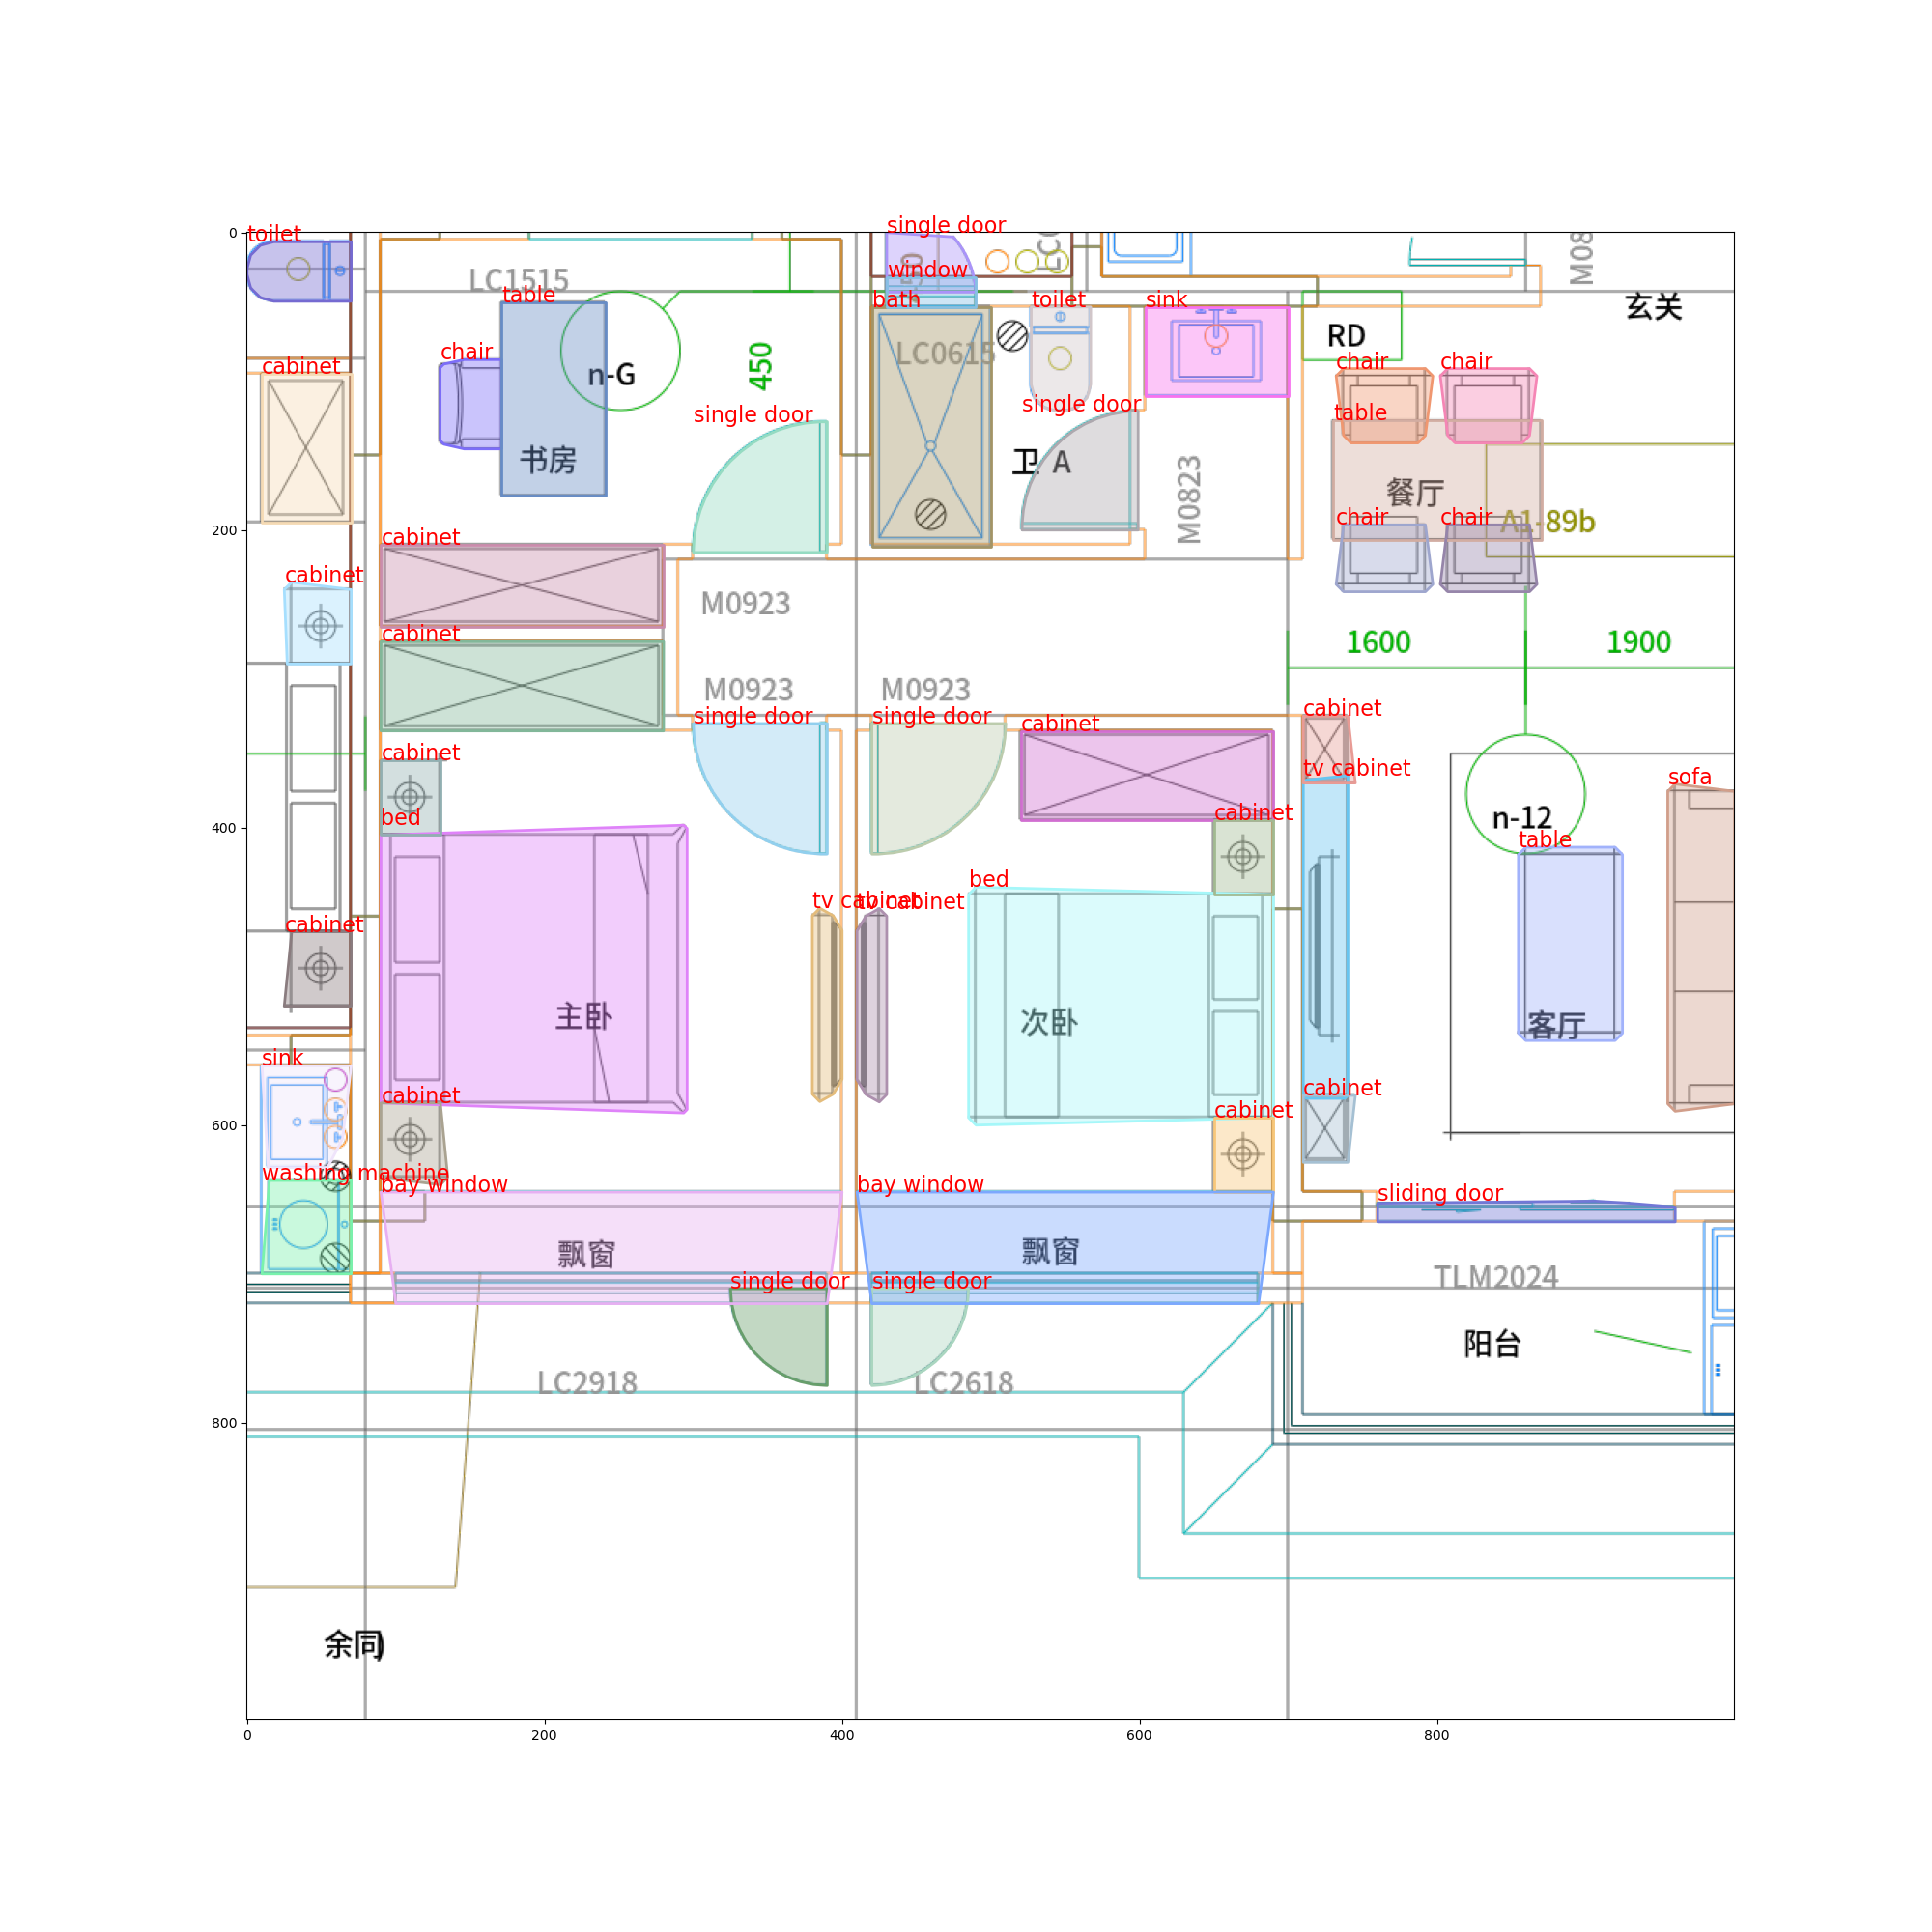 single door
toilet
LC1515
table
window
50
LC0
M08
玄关
bath
toilet
sink
RD
cabinet
chair
n-G
450
LC0615
chair
chair
single door
single door
table
书房
卫 A
M0823
餐厅
chair
chair
A1-89b
cabinet
cabinet
M0923
cabinet
1600
1900
M0923
M0923
single door
single door
cabinet
cabinet
cabinet
tv cabinet
sofa
bed
cabinet
n-12
table
bed
tv cabinet
tv cabinet
cabinet
主卧
次卧
客厅
sink
cabinet
cabinet
cabinet
washing machine
bay window
bay window
sliding door
飘窗
飘窗
single door
single door
TLM2024
阳台
LC2918
LC2618
余同)
0
200
400
600
800
0
200
400
600
800